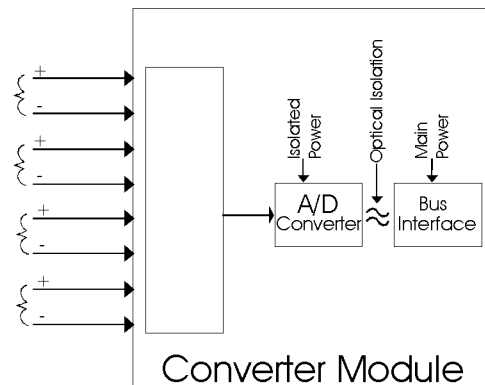 +
-
+
-
+
-
+
-
Isolated
Power
Optical Isolation
Main
Power
A/D
Converter
Bus
Interface
Converter Module